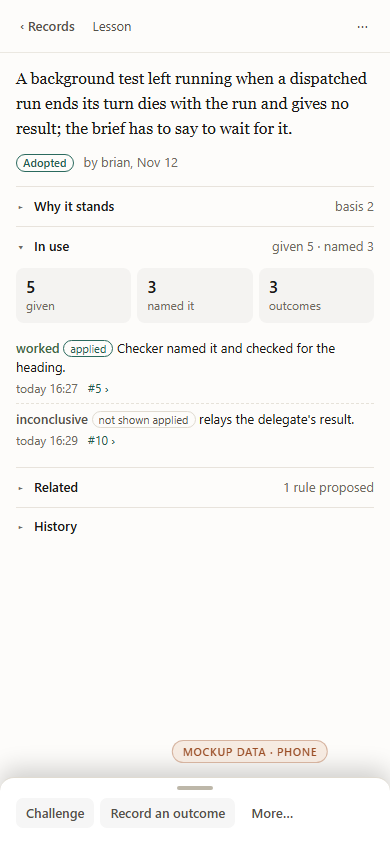 ‹ Records Lesson ···
A background test left running when a dispatched
run ends its turn dies with the run and gives no
result; the brief has to say to wait for it.
Adopted by brian, Nov 12
▸ Why it stands basis 2
▾ In use given 5 · named 3
5 3 3
given named it outcomes
worked applied Checker named it and checked for the
heading.
today 16:27 #5 ›
inconclusive not shown applied relays the delegate's result.
today 16:29 #10 ›
▸ Related 1 rule proposed
▸ History
MOCKUP DATA · PHONE
Challenge Record an outcome More...